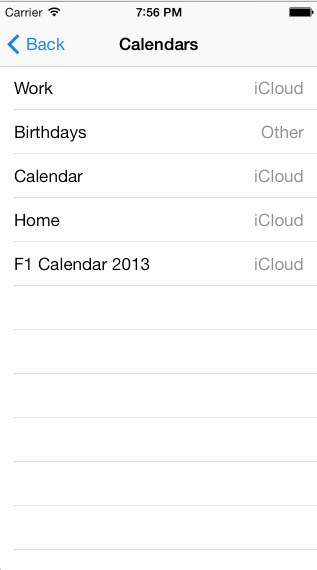 Carrier 7:56 PM
Back Calendars
Work iCloud
Birthdays Other
Calendar iCloud
Home iCloud
F1 Calendar 2013 iCloud